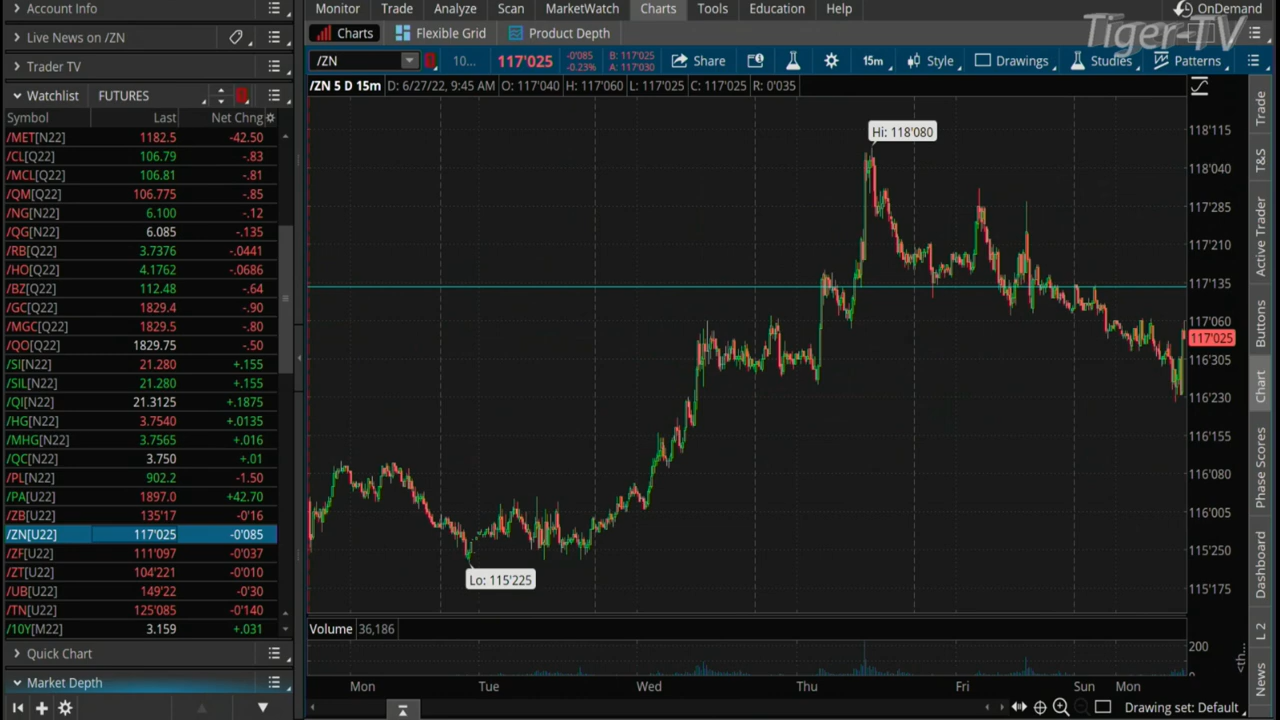 Account Info
Monitor Trade Analyze Scan MarketWatch Charts Tools Education Help OnDemand
Tiger-TV
Live News on /ZN
Charts Flexible Grid Product Depth
Trader TV
/ZN 10... 117'025 -0'085 -0.23% B: 117'025 A: 117'030 Share 15m Style Drawings Studies Patterns
Watchlist FUTURES
/ZN 5 D 15m D: 6/27/22, 9:45 AM O: 117'040 H: 117'060 L: 117'025 C: 117'025 R: 0'035
Symbol Last Net Chng
/MET[N22] 1182.5 -42.50
/CL[Q22] 106.79 -.83
/MCL[Q22] 106.81 -.81
/QM[Q22] 106.775 -.85
/NG[N22] 6.100 -.12
/QG[N22] 6.085 -.135
/RB[Q22] 3.7376 -.0441
/HO[Q22] 4.1762 -.0686
/BZ[Q22] 112.48 -.64
/GC[Q22] 1829.4 -.90
/MGC[Q22] 1829.5 -.80
/QO[Q22] 1829.75 -.50
/SI[N22] 21.280 +.155
/SIL[N22] 21.280 +.155
/QI[N22] 21.3125 +.1875
/HG[N22] 3.7540 +.0135
/MHG[N22] 3.7565 +.016
/QC[N22] 3.750 +.01
/PL[N22] 902.2 -1.50
/PA[U22] 1897.0 +42.70
/ZB[U22] 135'17 -0'16
/ZN[U22] 117'025 -0'085
/ZF[U22] 111'097 -0'037
/ZT[U22] 104'221 -0'010
/UB[U22] 149'22 -0'30
/TN[U22] 125'085 -0'140
/10Y[M22] 3.159 +.031
Quick Chart
Market Depth
Hi: 118'080
Lo: 115'225
118'115
118'040
117'285
117'210
117'135
117'060
117'025
116'305
116'230
116'155
116'080
116'005
115'250
115'175
Volume 36,186
200
0
<th...
Mon Tue Wed Thu Fri Sun Mon
Drawing set: Default
Trade
T&S
Active Trader
Buttons
Chart
Phase Scores
Dashboard
L 2
News